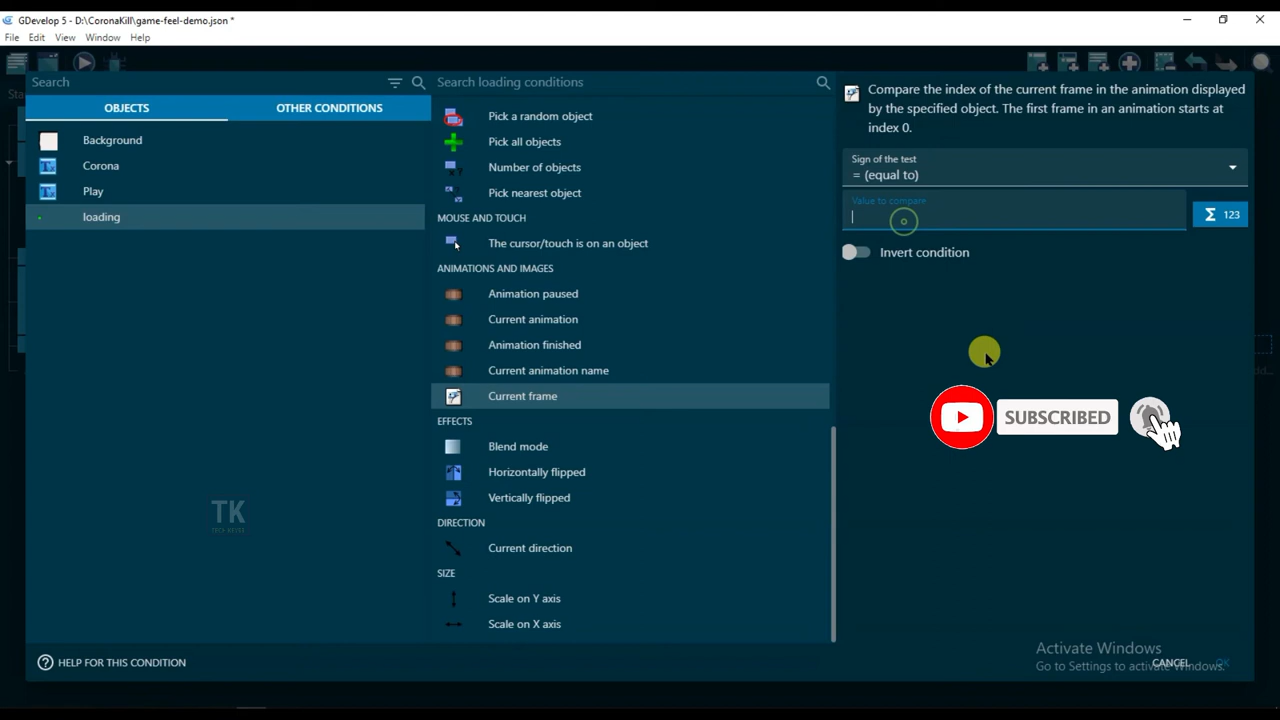 GDevelop 5 - D:\CoronaKill\game-feel-demo.json *
File Edit View Window Help
Search
Search loading conditions
OBJECTS
OTHER CONDITIONS
Background
Corona
Play
loading
Pick a random object
Pick all objects
Number of objects
Pick nearest object
MOUSE AND TOUCH
The cursor/touch is on an object
ANIMATIONS AND IMAGES
Animation paused
Current animation
Animation finished
Current animation name
Current frame
EFFECTS
Blend mode
Horizontally flipped
Vertically flipped
DIRECTION
Current direction
SIZE
Scale on Y axis
Scale on X axis
Compare the index of the current frame in the animation displayed
by the specified object. The first frame in an animation starts at
index 0.
Sign of the test
= (equal to)
Value to compare
Σ 123
Invert condition
SUBSCRIBED
TK
HELP FOR THIS CONDITION
Activate Windows
Go to Settings to activate Windows.
CANCEL
OK